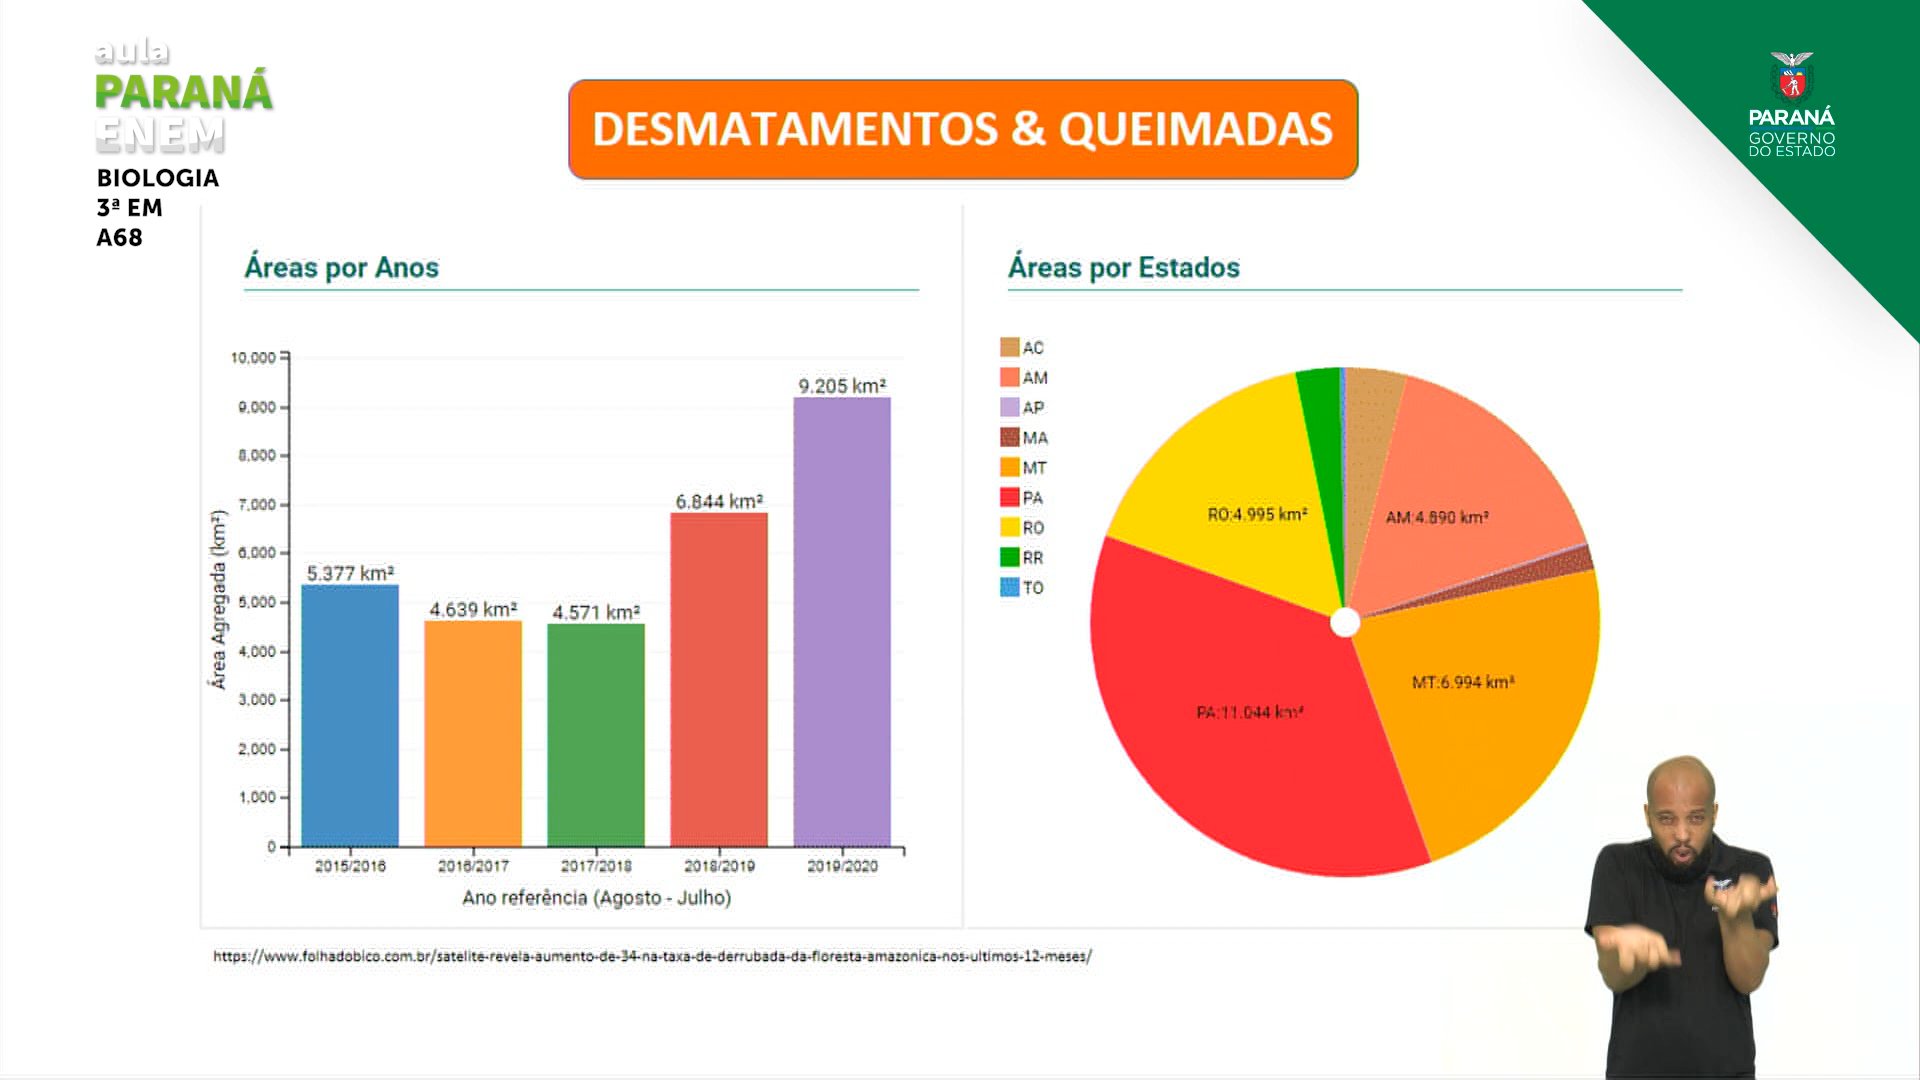 aula
PARANÁ
ENEM
BIOLOGIA
3ª EM
A68
DESMATAMENTOS & QUEIMADAS
PARANÁ
GOVERNO
DO ESTADO
Áreas por Anos
Área Agregada (km²)
10,000
9,000
8,000
7,000
6,000
5,000
4,000
3,000
2,000
1,000
0
5.377 km²
4.639 km²
4.571 km²
6.844 km²
9.205 km²
2015/2016
2016/2017
2017/2018
2018/2019
2019/2020
Ano referência (Agosto - Julho)
Áreas por Estados
AC
AM
AP
MA
MT
PA
RO
RR
TO
RO:4.995 km²
AM:4.890 km²
MT:6.994 km²
PA:11.044 km²
https://www.folhadobico.com.br/satelite-revela-aumento-de-34-na-taxa-de-derrubada-da-floresta-amazonica-nos-ultimos-12-meses/